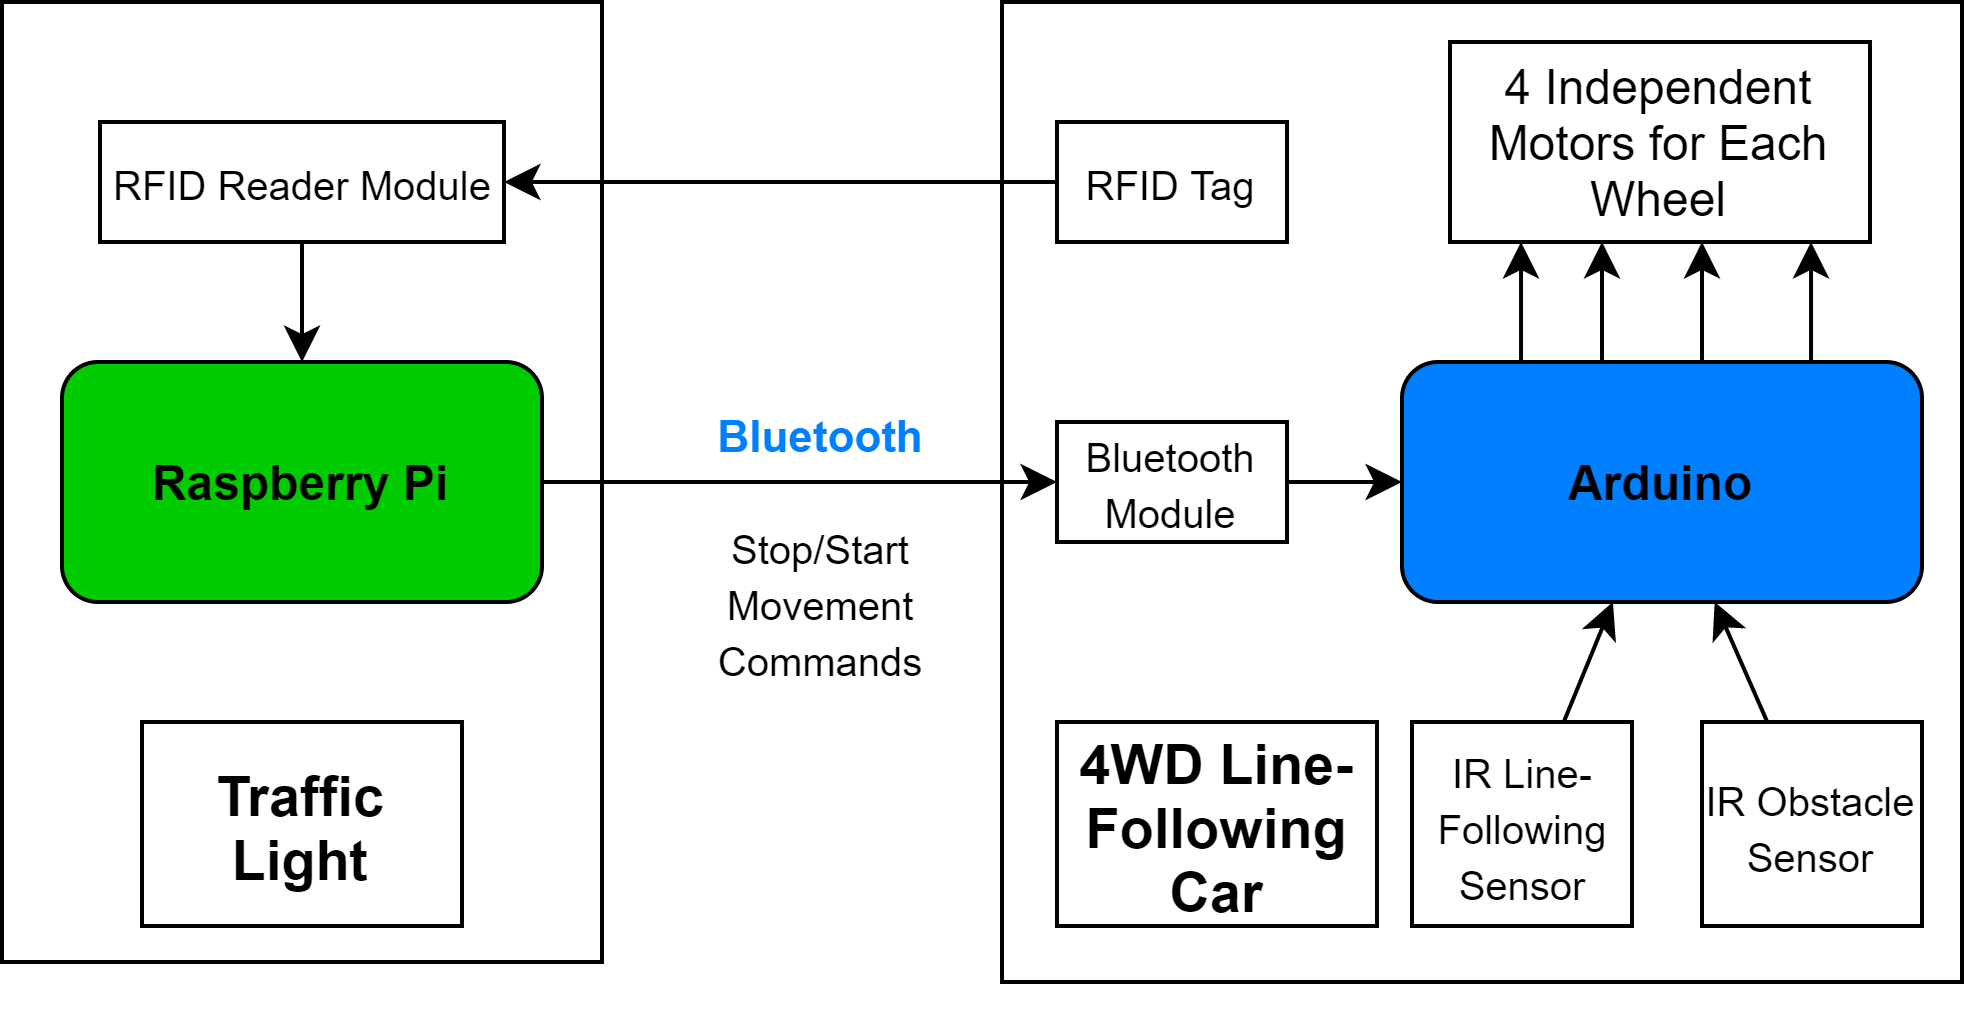 RFID Reader Module
RFID Tag
4 Independent
Motors for Each
Wheel
Raspberry Pi
Bluetooth
Stop/Start
Movement
Commands
Bluetooth
Module
Arduino
Traffic
Light
4WD Line-
Following
Car
IR Line-
Following
Sensor
IR Obstacle
Sensor